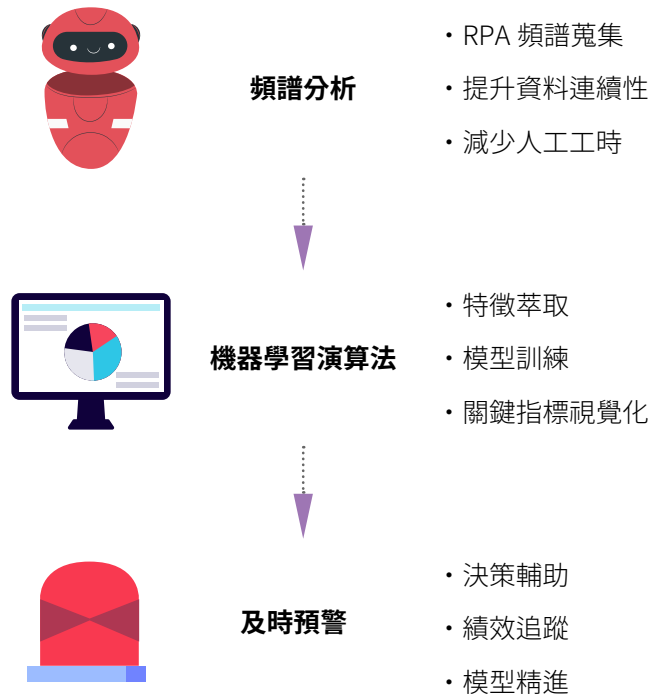 頻譜分析
・RPA 頻譜蒐集
・提升資料連續性
・減少人工工時
機器學習演算法
・特徵萃取
・模型訓練
・關鍵指標視覺化
及時預警
・決策輔助
・績效追蹤
・模型精進